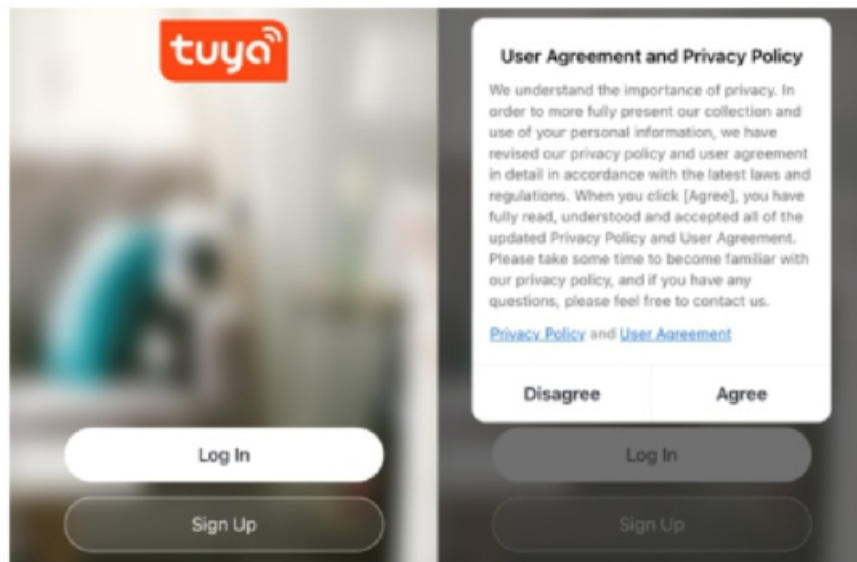 tuya
Log In
Sign Up
User Agreement and Privacy Policy
We understand the importance of privacy. In
order to more fully present our collection and
use of your personal information, we have
revised our privacy policy and user agreement
in detail in accordance with the latest laws and
regulations. When you click [Agree], you have
fully read, understood and accepted all of the
updated Privacy Policy and User Agreement.
Please take some time to become familiar with
our privacy policy, and if you have any
questions, please feel free to contact us.
Privacy Policy and User Agreement
Disagree Agree
Log In
Sign Up